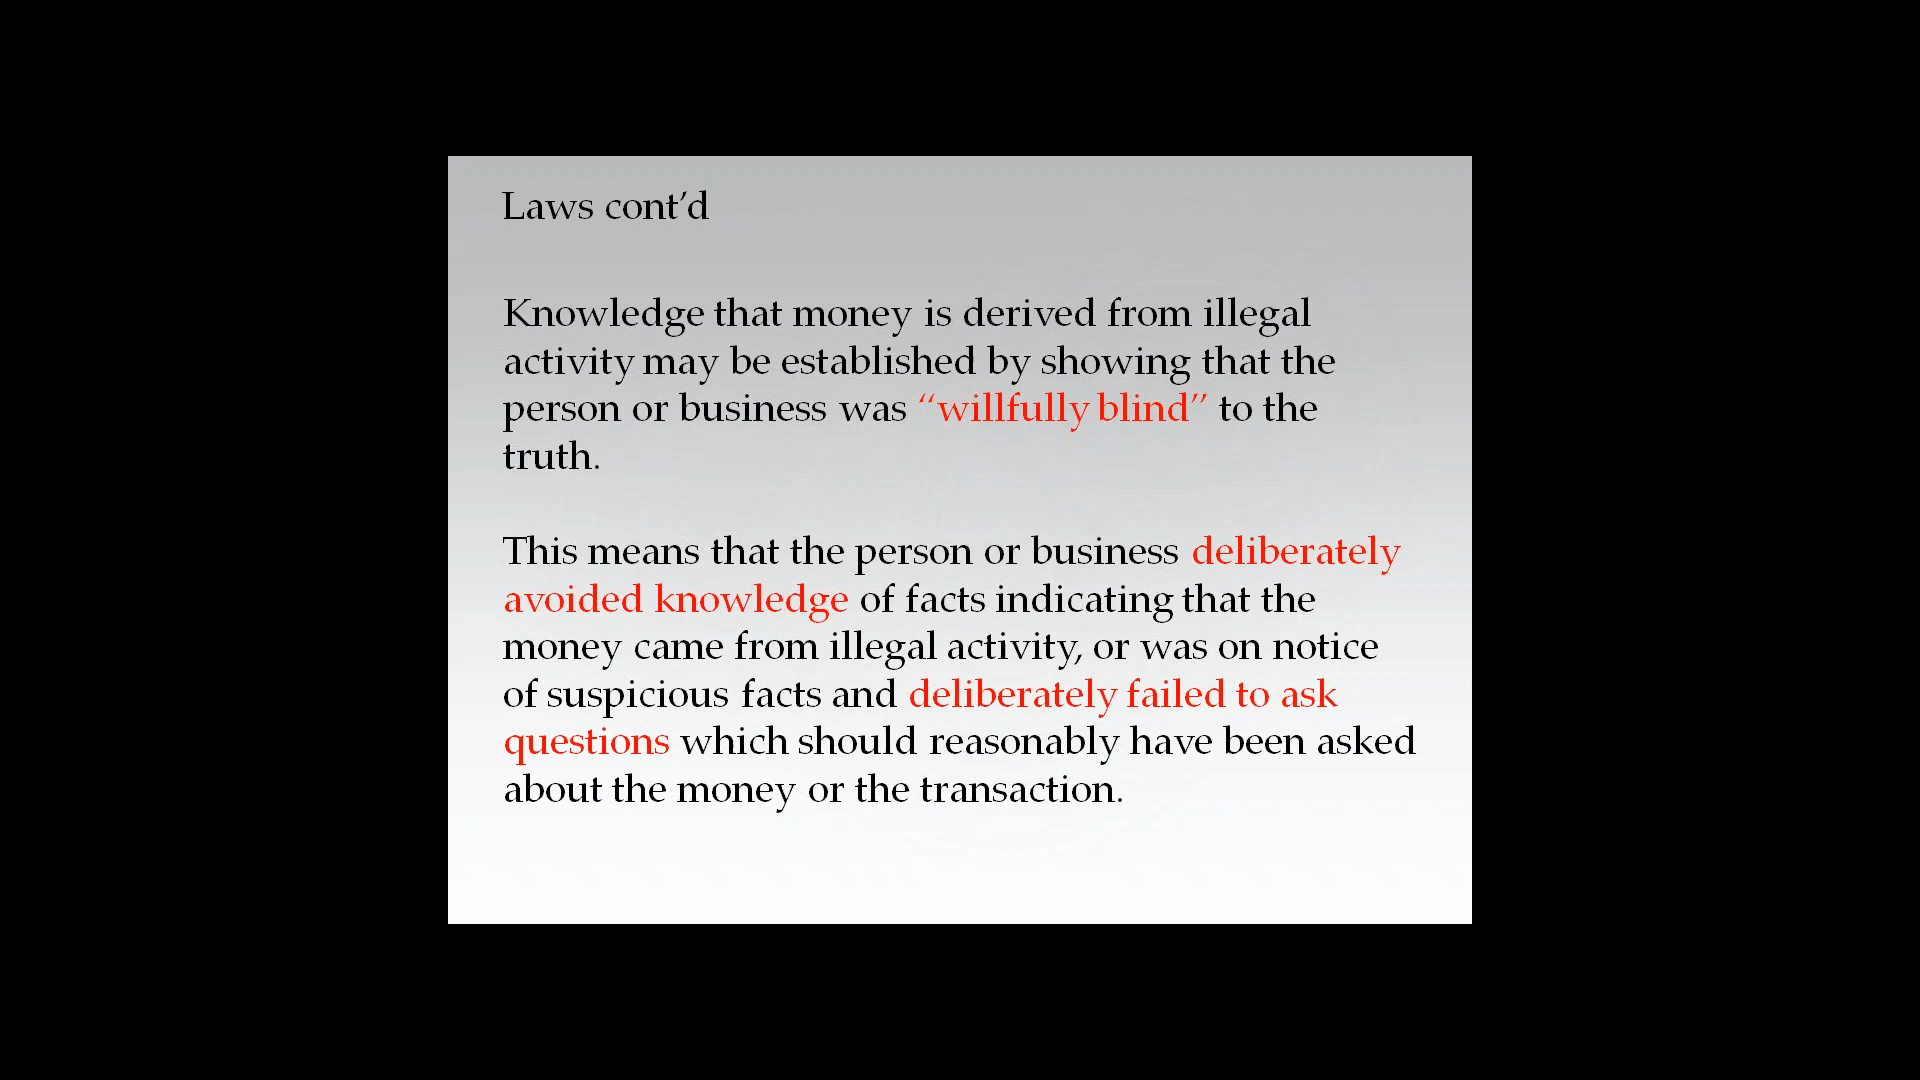 Laws cont’d
Knowledge that money is derived from illegal
activity may be established by showing that the
person or business was “willfully blind” to the
truth.
This means that the person or business deliberately
avoided knowledge of facts indicating that the
money came from illegal activity, or was on notice
of suspicious facts and deliberately failed to ask
questions which should reasonably have been asked
about the money or the transaction.